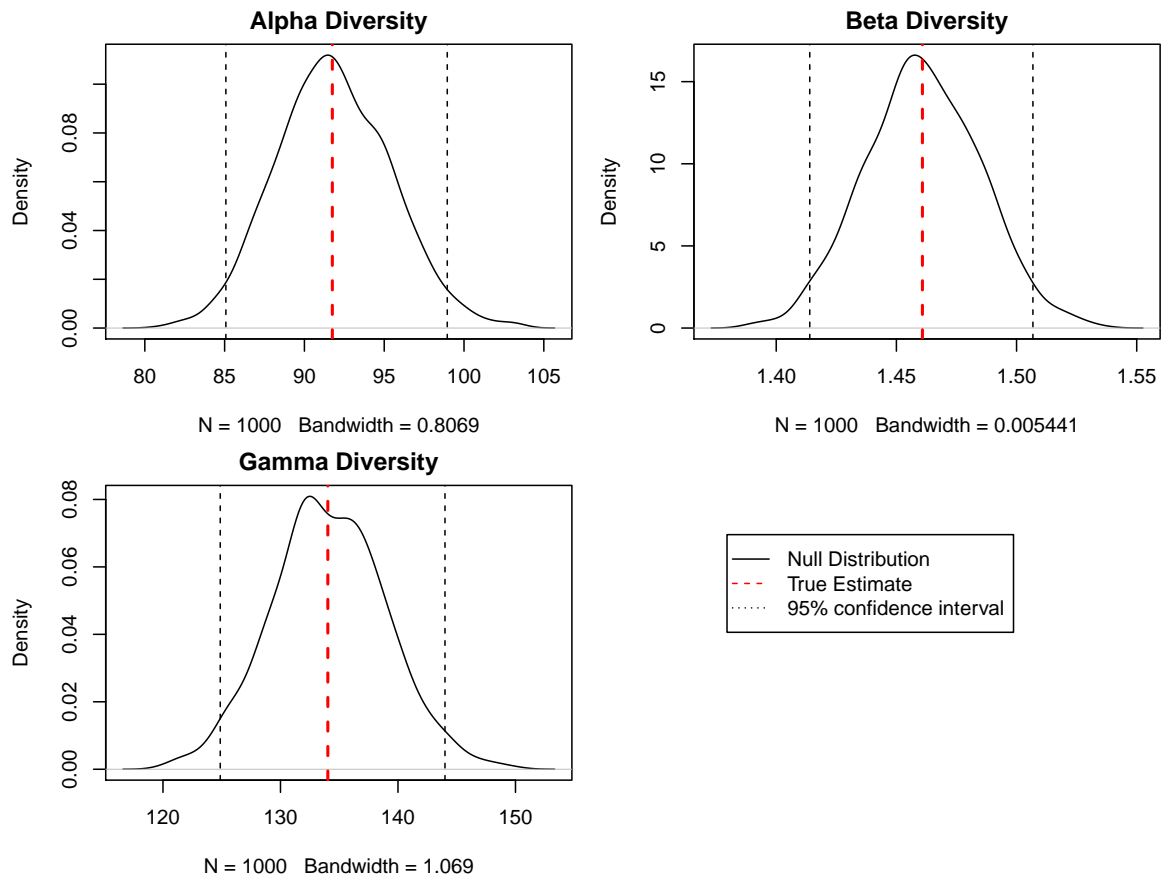 Alpha Diversity
Density
0.00
0.04
0.08
80 85 90 95 100 105
N = 1000 Bandwidth = 0.8069
Beta Diversity
Density
0
5
10
15
1.40 1.45 1.50 1.55
N = 1000 Bandwidth = 0.005441
Gamma Diversity
Density
0.00
0.02
0.04
0.06
0.08
120 130 140 150
N = 1000 Bandwidth = 1.069
Null Distribution
True Estimate
95% confidence interval